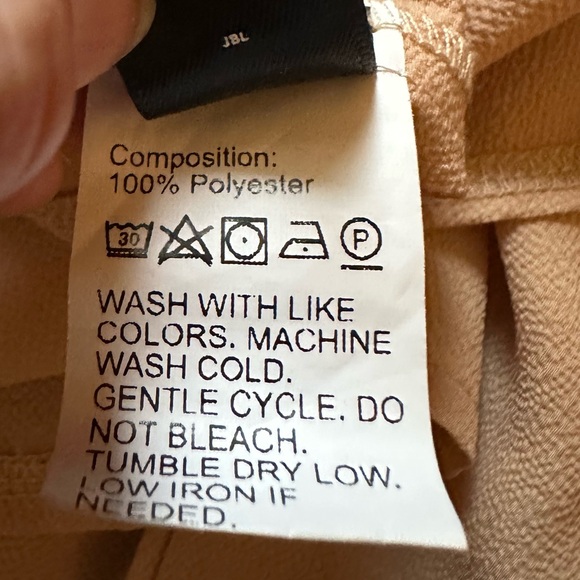 JBL
Composition:
100% Polyester
30 P
WASH WITH LIKE
COLORS. MACHINE
WASH COLD.
GENTLE CYCLE. DO
NOT BLEACH.
TUMBLE DRY LOW.
LOW IRON IF
NEEDED.